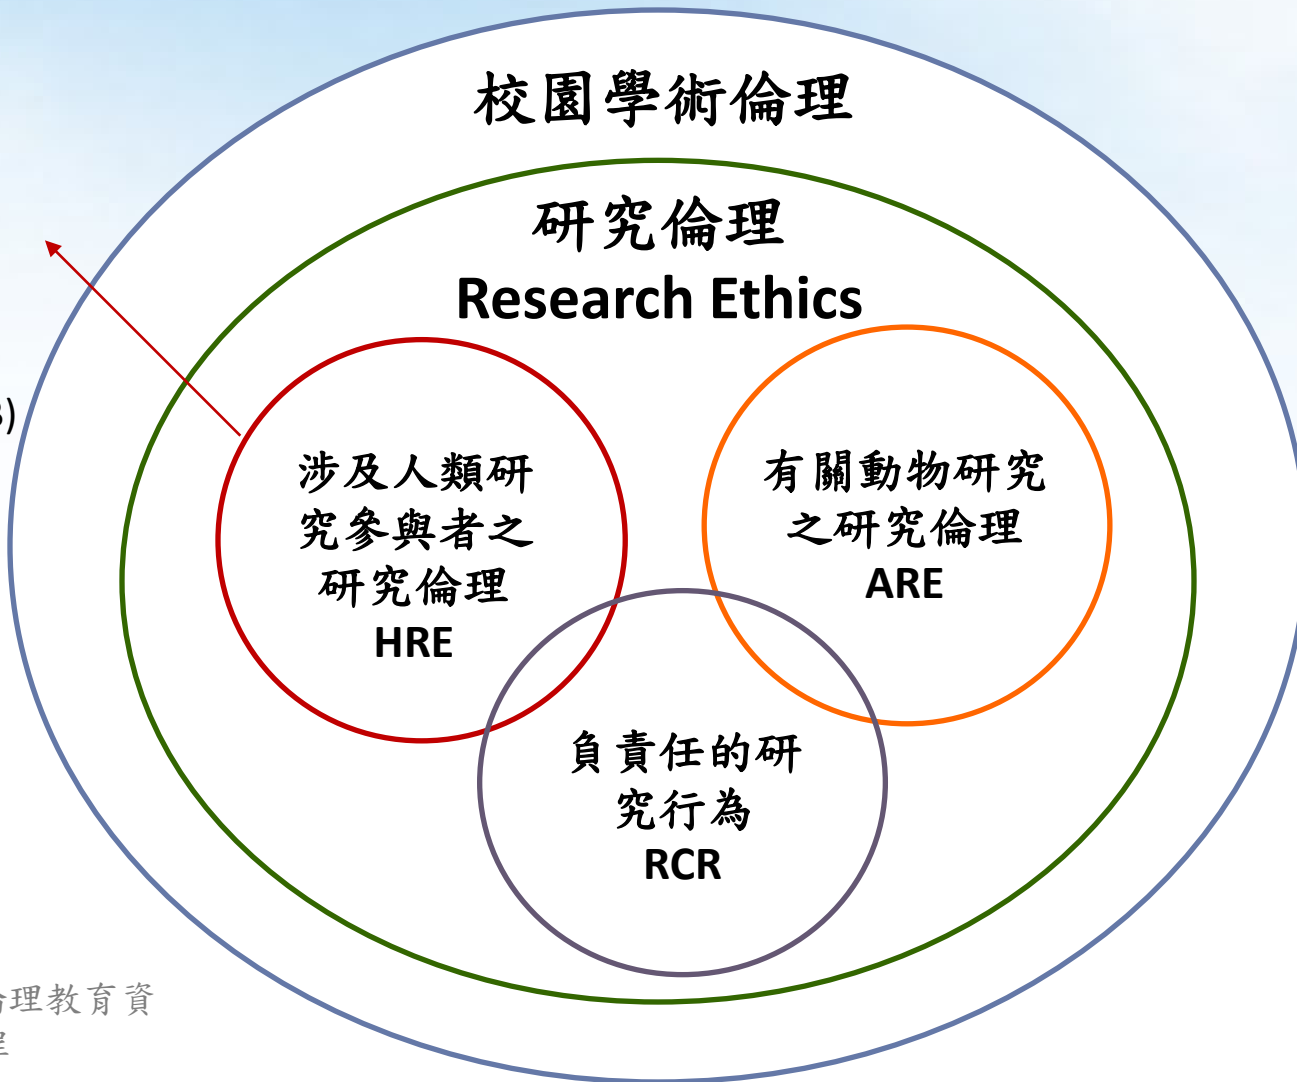 校園學術倫理
研究倫理
Research Ethics
涉及人類研
究參與者之
研究倫理
HRE
有關動物研究
之研究倫理
ARE
負責任的研
究行為
RCR
理教育資